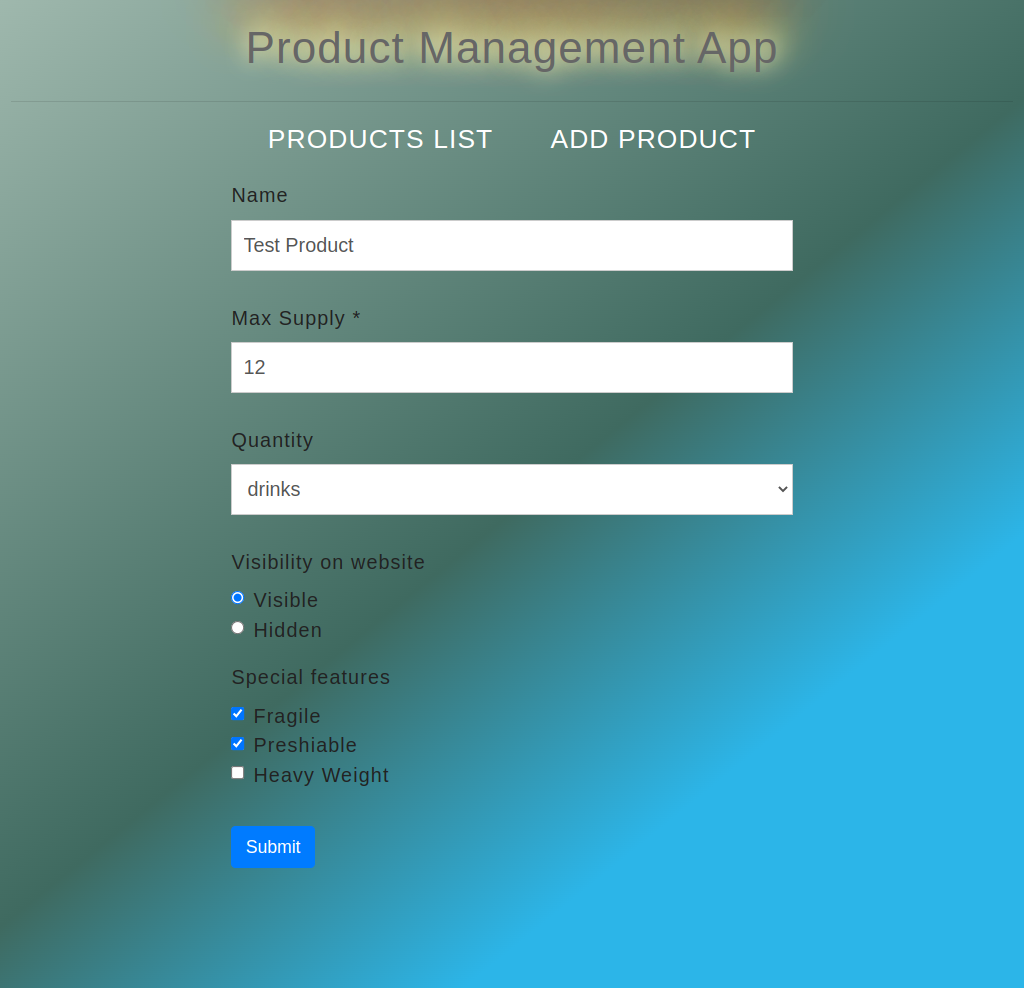 Product Management App
PRODUCTS LIST ADD PRODUCT
Name
Test Product
Max Supply *
12
Quantity
drinks
Visibility on website
Visible
Hidden
Special features
Fragile
Preshiable
Heavy Weight
Submit